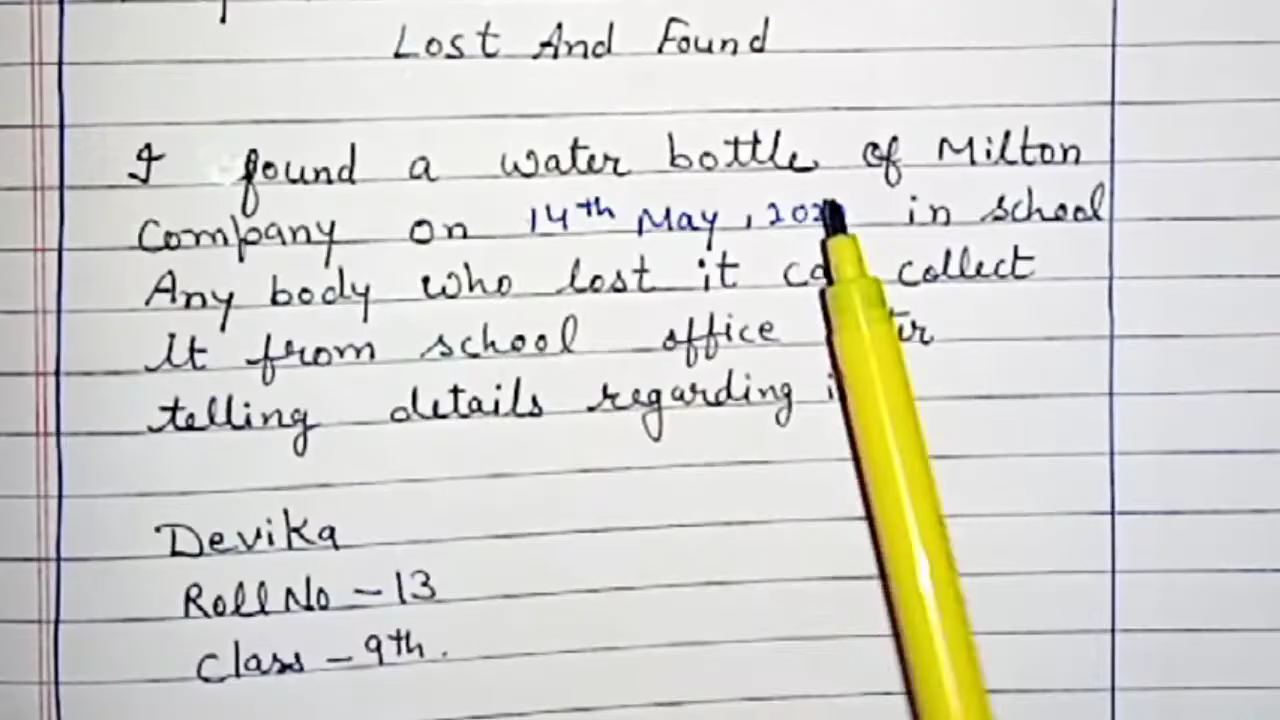 Lost And Found
I found a water bottle of Milton
Company on 14th May, in school
Any body who lost it collect
It from school office
telling details regarding
Devika
Roll No - 13
Class - 9th.